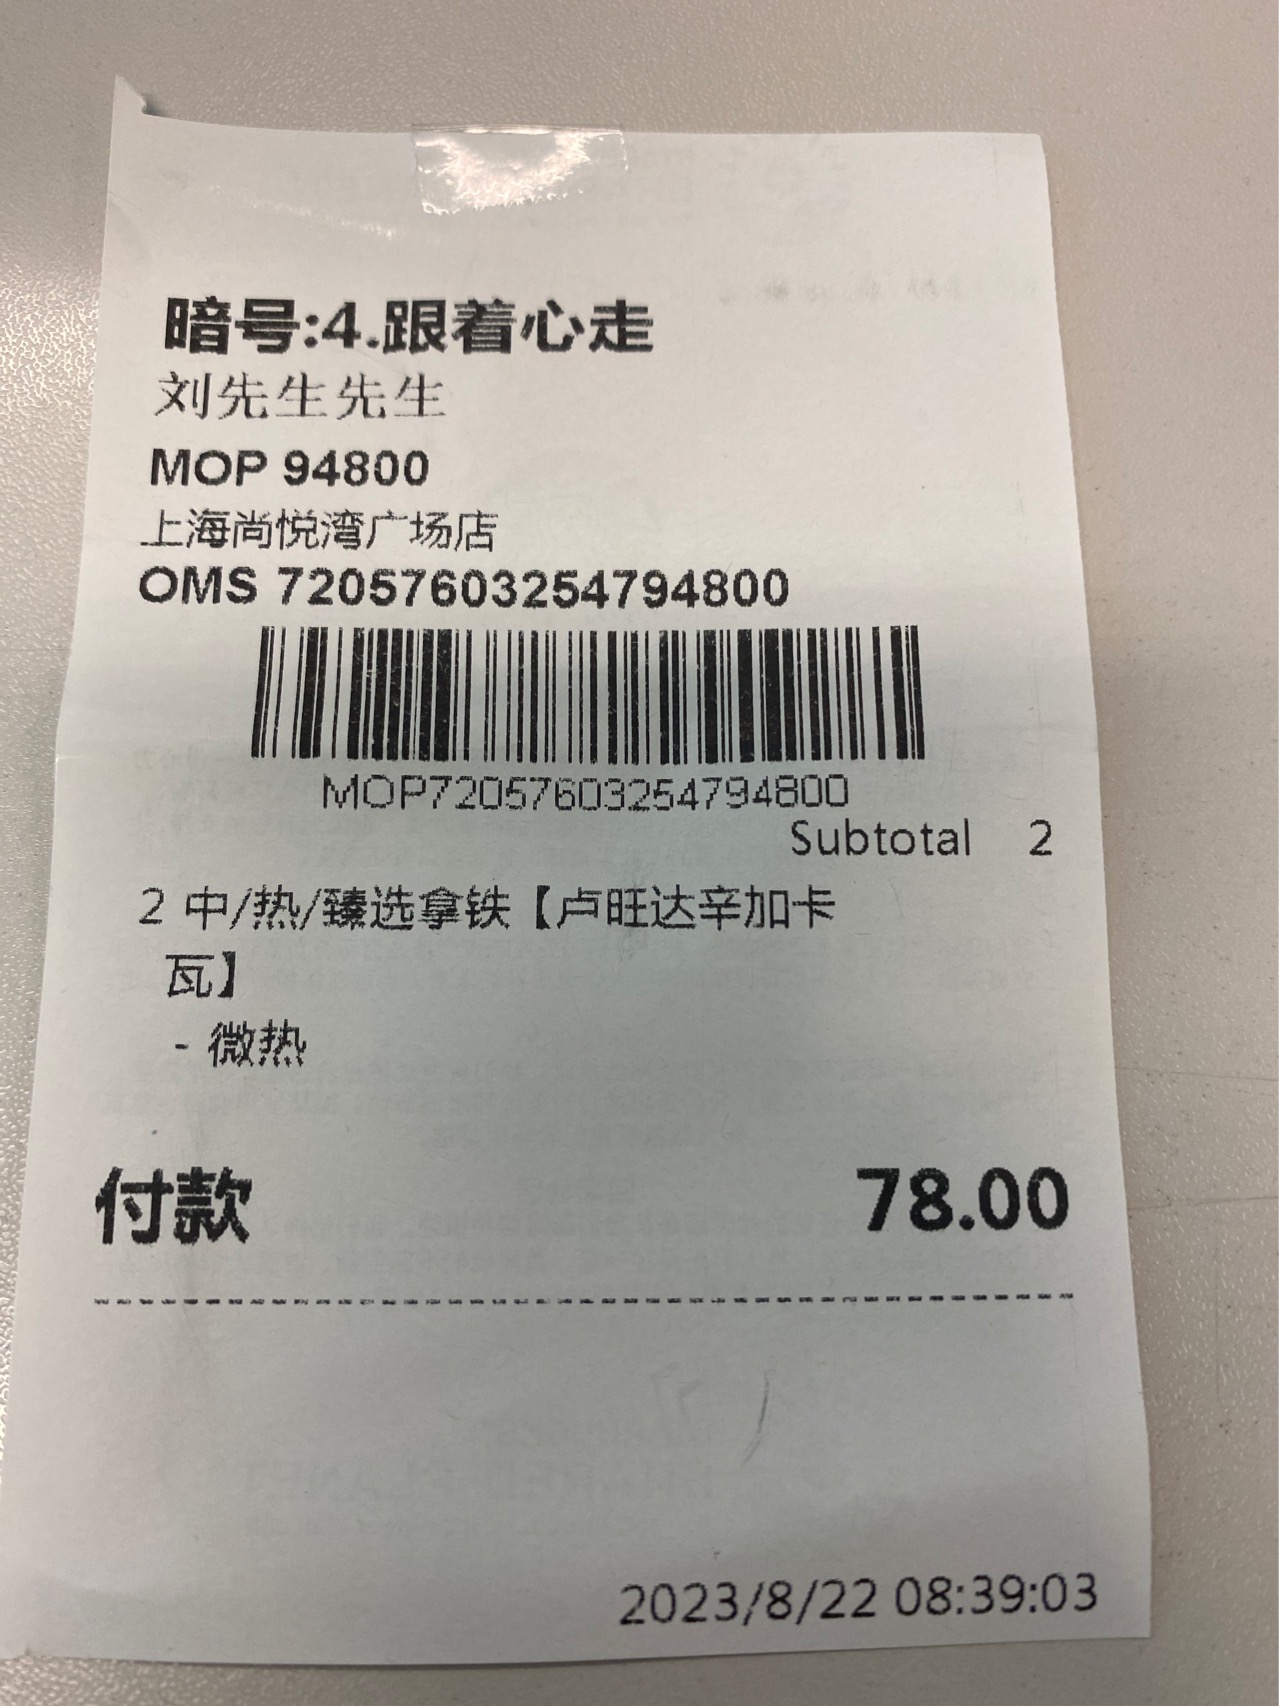 暗号:4.跟着心走
刘先生先生
MOP 94800
上海尚悦湾广场店
OMS 720576032547948​00
MOP72057603254794800
Subtotal 2
2 中/热/臻选拿铁【卢旺达辛加卡
瓦】
- 微热
付款 78.00
2023/8/22 08:39:03